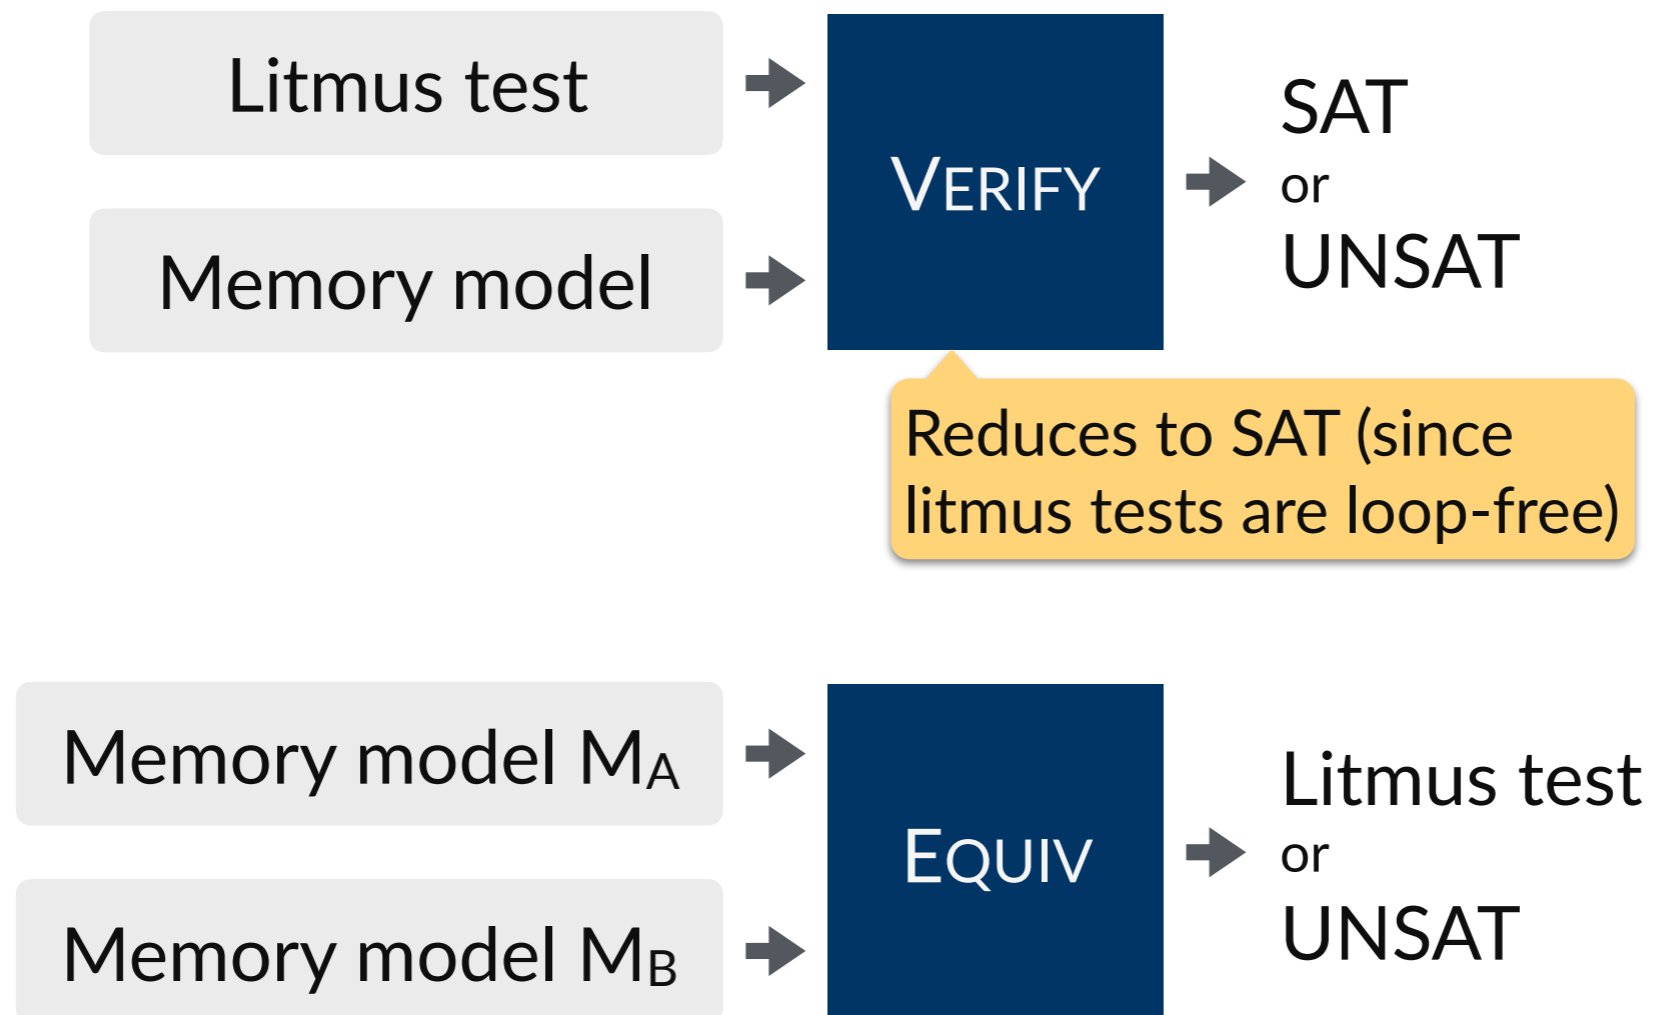 Litmus test
Memory model
VERIFY
SAT
or
UNSAT
Reduces to SAT (since
litmus tests are loop-free)
Memory model MA
Memory model MB
EQUIV
Litmus test
or
UNSAT